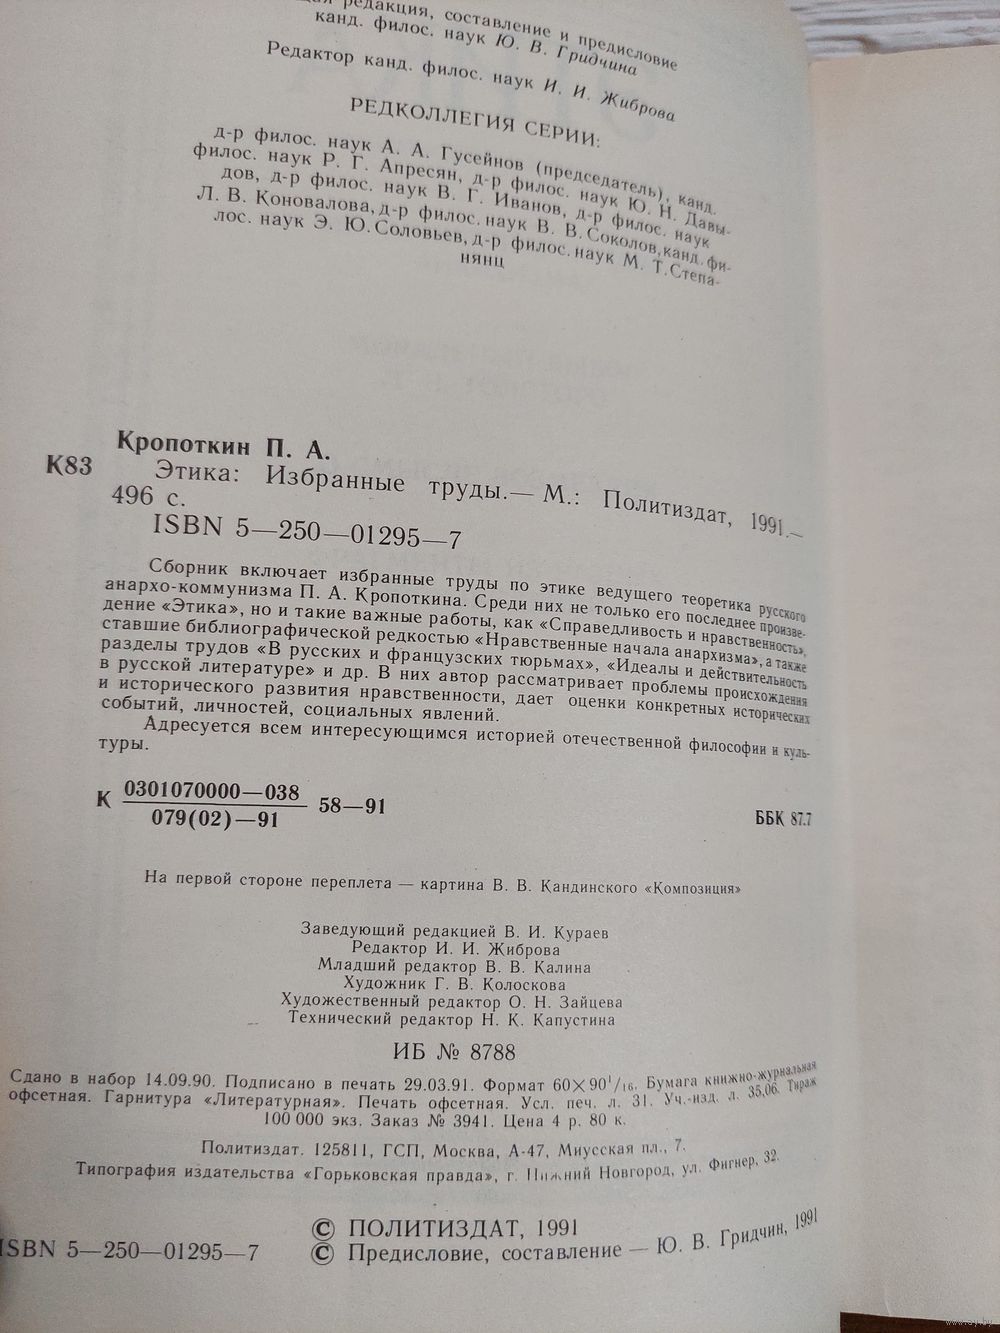 редакция, составление и предисловие
канд. филос. наук Ю. В. Гридчина
Редактор канд. филос. наук И. И. Жиброва
РЕДКОЛЛЕГИЯ СЕРИИ:
д-р филос. наук А. А. Гусейнов (председатель), канд.
филос. наук Р. Г. Апресян, д-р филос. наук Ю. Н. Давы-
дов, д-р филос. наук В. Г. Иванов, д-р филос. наук
Л. В. Коновалова, д-р филос. наук В. В. Соколов, канд. фи-
лос. наук Э. Ю. Соловьев, д-р филос. наук М. Т. Степа-
нянц
Кропоткин П. А.
К83 Этика: Избранные труды.— М.: Политиздат, 1991.—
496 с.
ISBN 5—250—01295—7
Сборник включает избранные труды по этике ведущего теоретика русского
анархо-коммунизма П. А. Кропоткина. Среди них не только его последнее произве-
дение «Этика», но и такие важные работы, как «Справедливость и нравственность»,
ставшие библиографической редкостью «Нравственные начала анархизма», а также
разделы трудов «В русских и французских тюрьмах», «Идеалы и действительность
в русской литературе» и др. В них автор рассматривает проблемы происхождения
и исторического развития нравственности, дает оценки конкретных исторических
событий, личностей, социальных явлений.
Адресуется всем интересующимся историей отечественной философии и куль-
туры.
К 0301070000—038 58—91
079(02)—91
ББК 87.7
На первой стороне переплета — картина В. В. Кандинского «Композиция»
Заведующий редакцией В. И. Кураев
Редактор И. И. Жиброва
Младший редактор В. В. Калина
Художник Г. В. Колоскова
Художественный редактор О. Н. Зайцева
Технический редактор Н. К. Капустина
ИБ № 8788
Сдано в набор 14.09.90. Подписано в печать 29.03.91. Формат 60×90¹/₁₆. Бумага книжно-журнальная
офсетная. Гарнитура «Литературная». Печать офсетная. Усл. печ. л. 31. Уч.-изд. л. 35,06. Тираж
100 000 экз. Заказ № 3941. Цена 4 р. 80 к.
Политиздат. 125811, ГСП, Москва, А-47, Миусская пл., 7.
Типография издательства «Горьковская правда», г. Нижний Новгород, ул. Фигнер, 32.
© ПОЛИТИЗДАТ, 1991
ISBN 5—250—01295—7 © Предисловие, составление — Ю. В. Гридчин, 1991